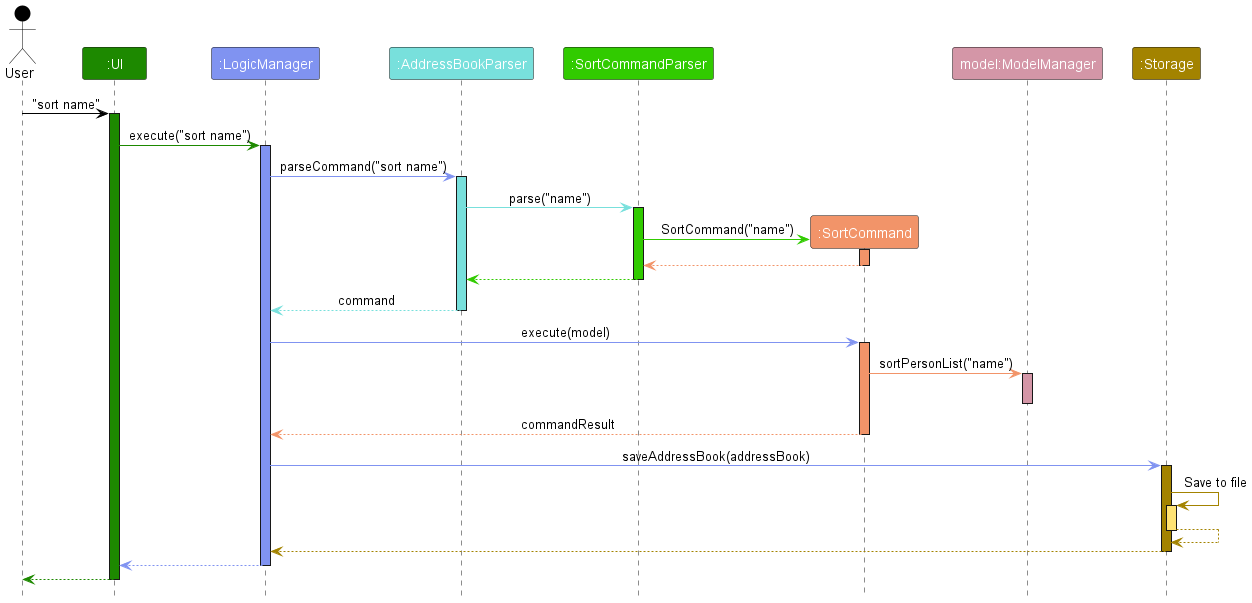 User
:UI
:LogicManager
:AddressBookParser
:SortCommandParser
model:ModelManager
:Storage
"sort name"
execute("sort name")
parseCommand("sort name")
parse("name")
SortCommand("name")
:SortCommand
command
execute(model)
sortPersonList("name")
commandResult
saveAddressBook(addressBook)
Save to file